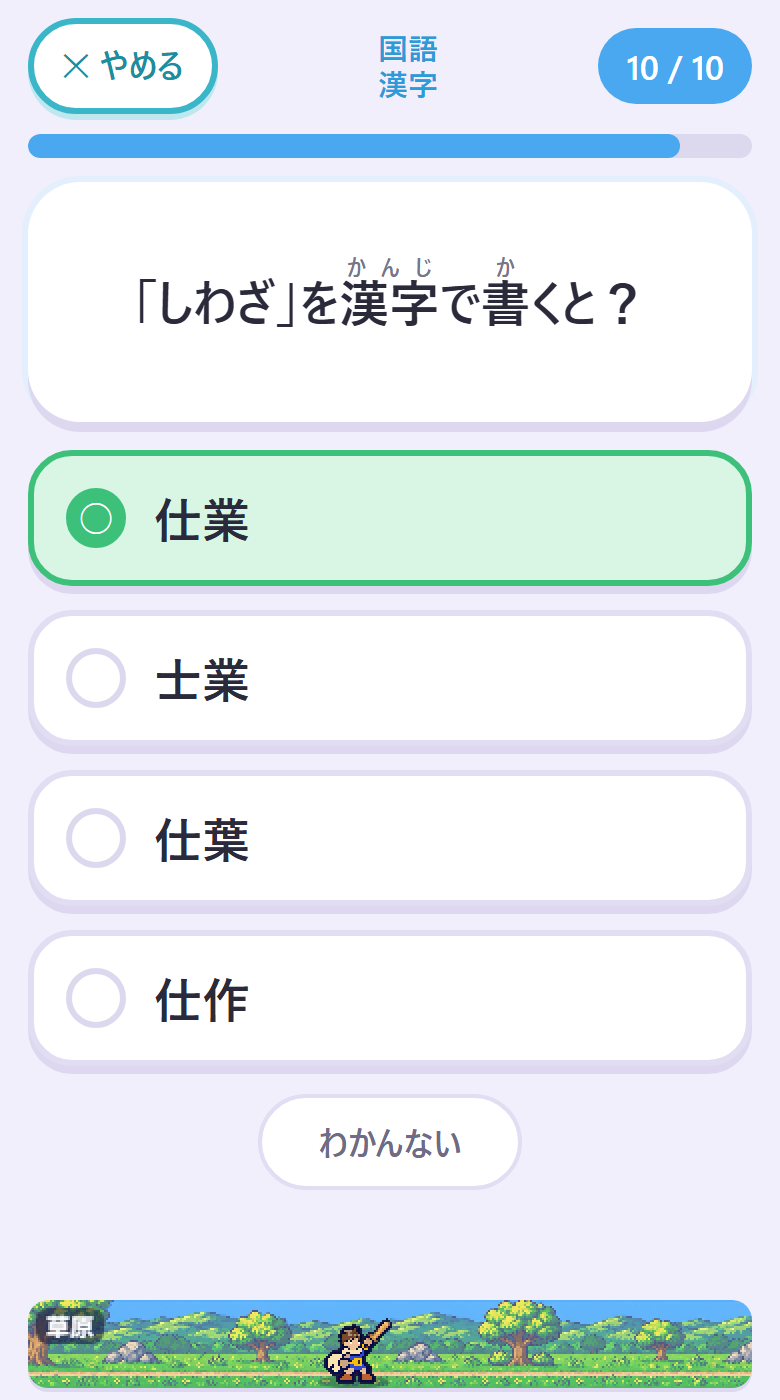 × やめる
国語
漢字
10 / 10
かんじ か
「しわざ」を漢字で書くと？
仕業
士業
仕葉
仕作
わかんない
草原